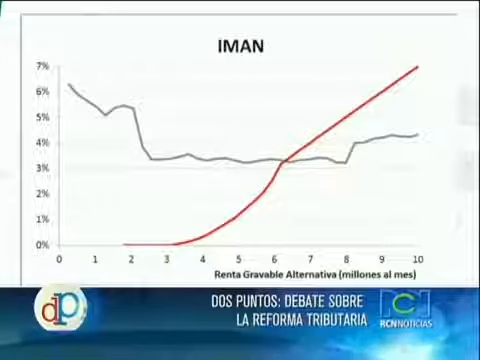 IMAN
7%
6%
5%
4%
3%
2%
1%
0%
0 1 2 3 4 5 6 7 8 9 10
Renta Gravable Alternativa (millones al mes)
dp
DOS PUNTOS: DEBATE SOBRE
LA REFORMA TRIBUTARIA
RCN
RCNNOTICIAS